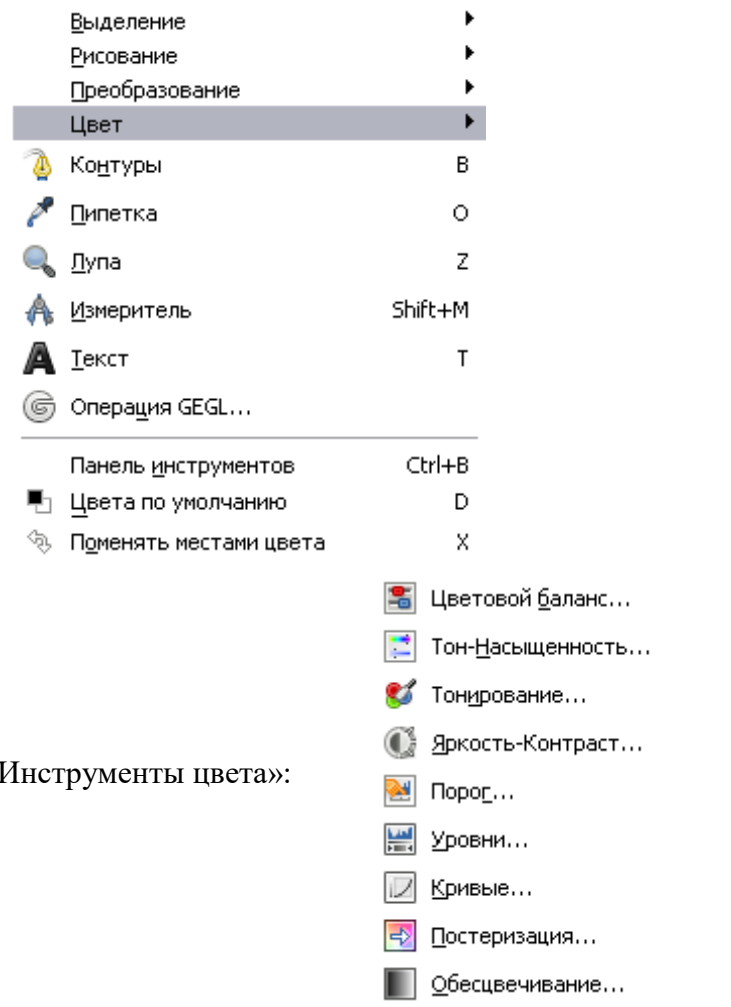 Выделение
Рисование
Преобразование
Цвет
Контуры B
Пипетка O
Лупа Z
Измеритель Shift+M
Текст T
Операция GEGL...
Панель инструментов Ctrl+B
Цвета по умолчанию D
Поменять местами цвета X
Цветовой баланс...
Тон-Насыщенность...
Тонирование...
Яркость-Контраст...
Инструменты цвета»:
Порог...
Уровни...
Кривые...
Постеризация...
Обесцвечивание...